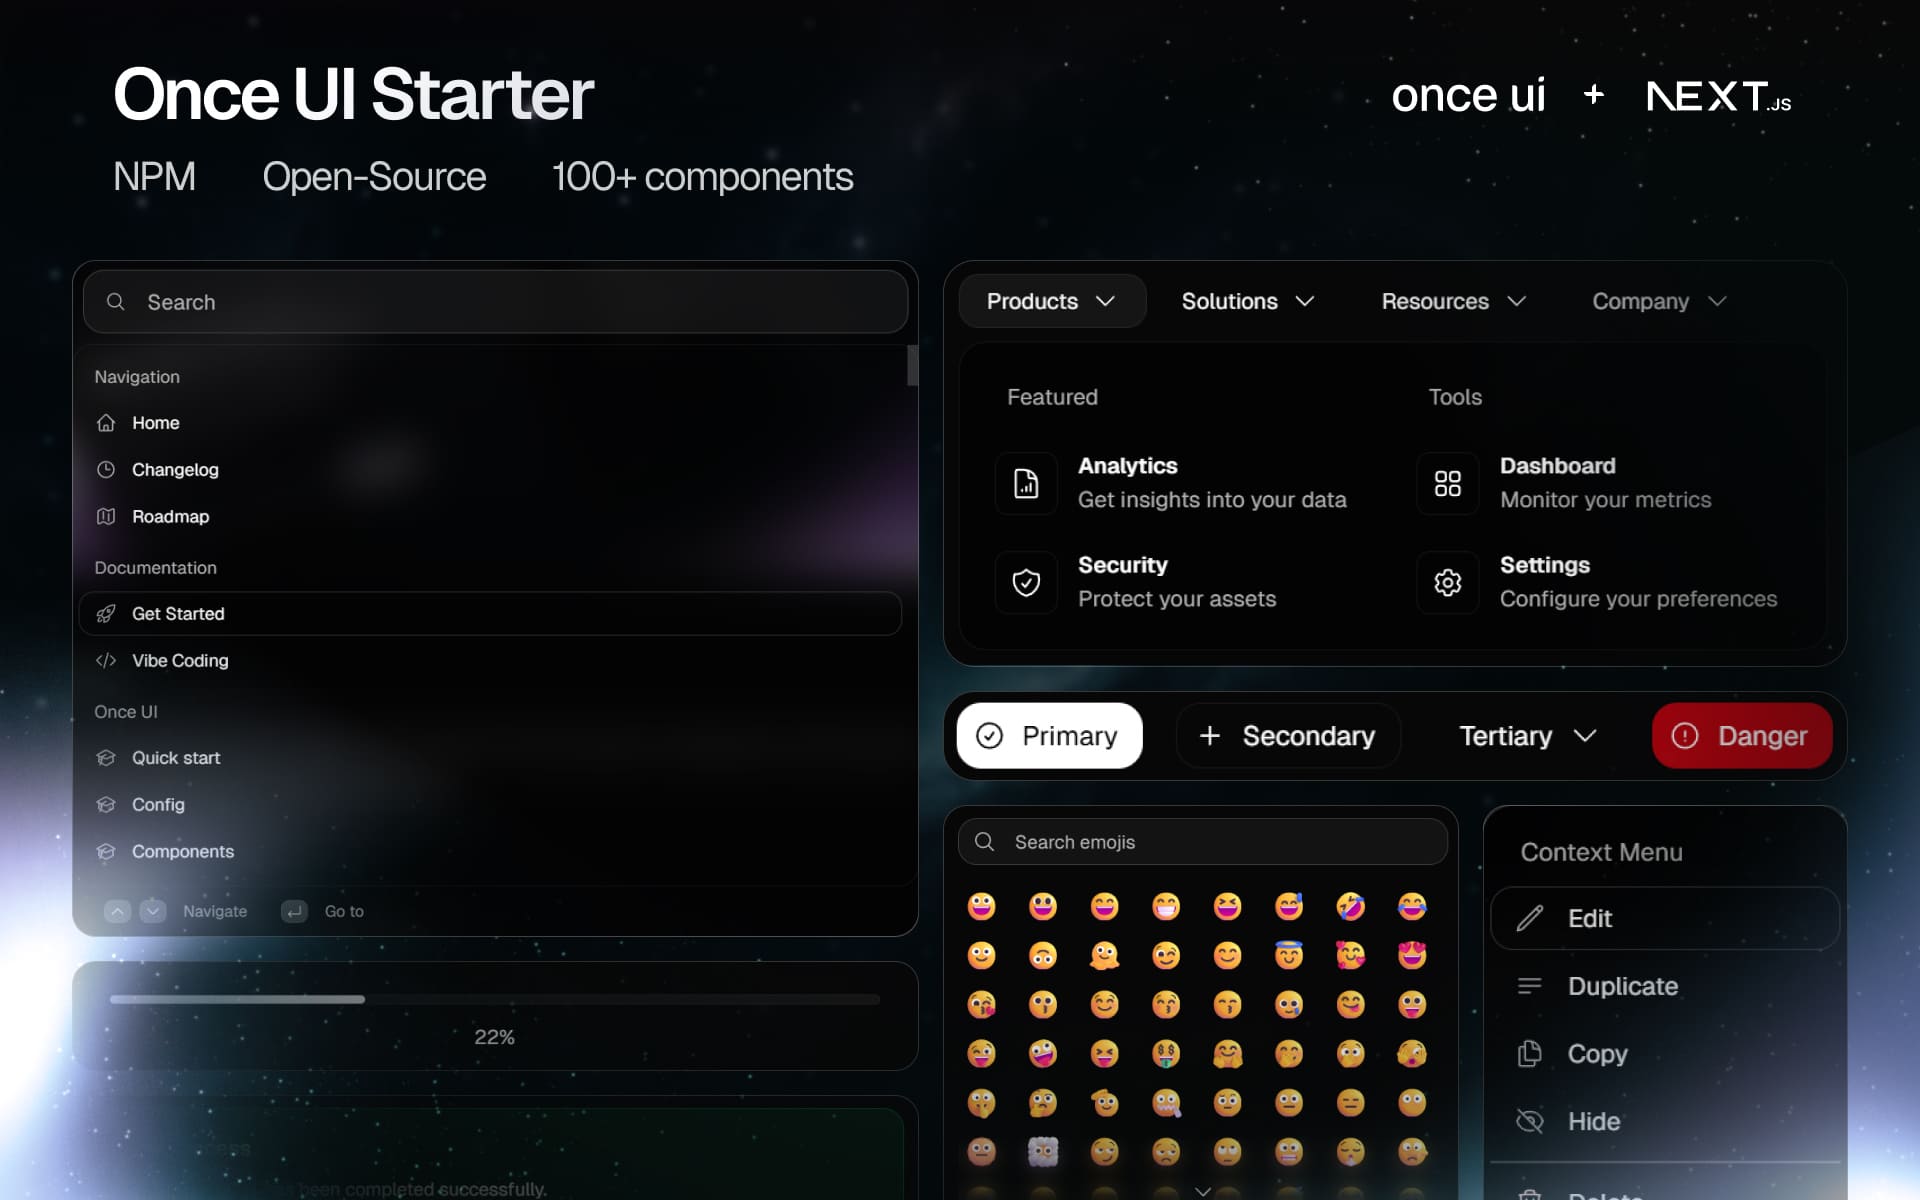 Once UI Starter
NPM
Open-Source
100+ components
once ui + NEXT.JS
Search
Navigation
Home
Changelog
Roadmap
Documentation
Get Started
Vibe Coding
Once UI
Quick start
Config
Components
Navigate
Go to
22%
been completed successfully.
Products
Solutions
Resources
Company
Featured
Analytics
Get insights into your data
Security
Protect your assets
Tools
Dashboard
Monitor your metrics
Settings
Configure your preferences
Primary
Secondary
Tertiary
Danger
Search emojis
Context Menu
Edit
Duplicate
Copy
Hide
Delete